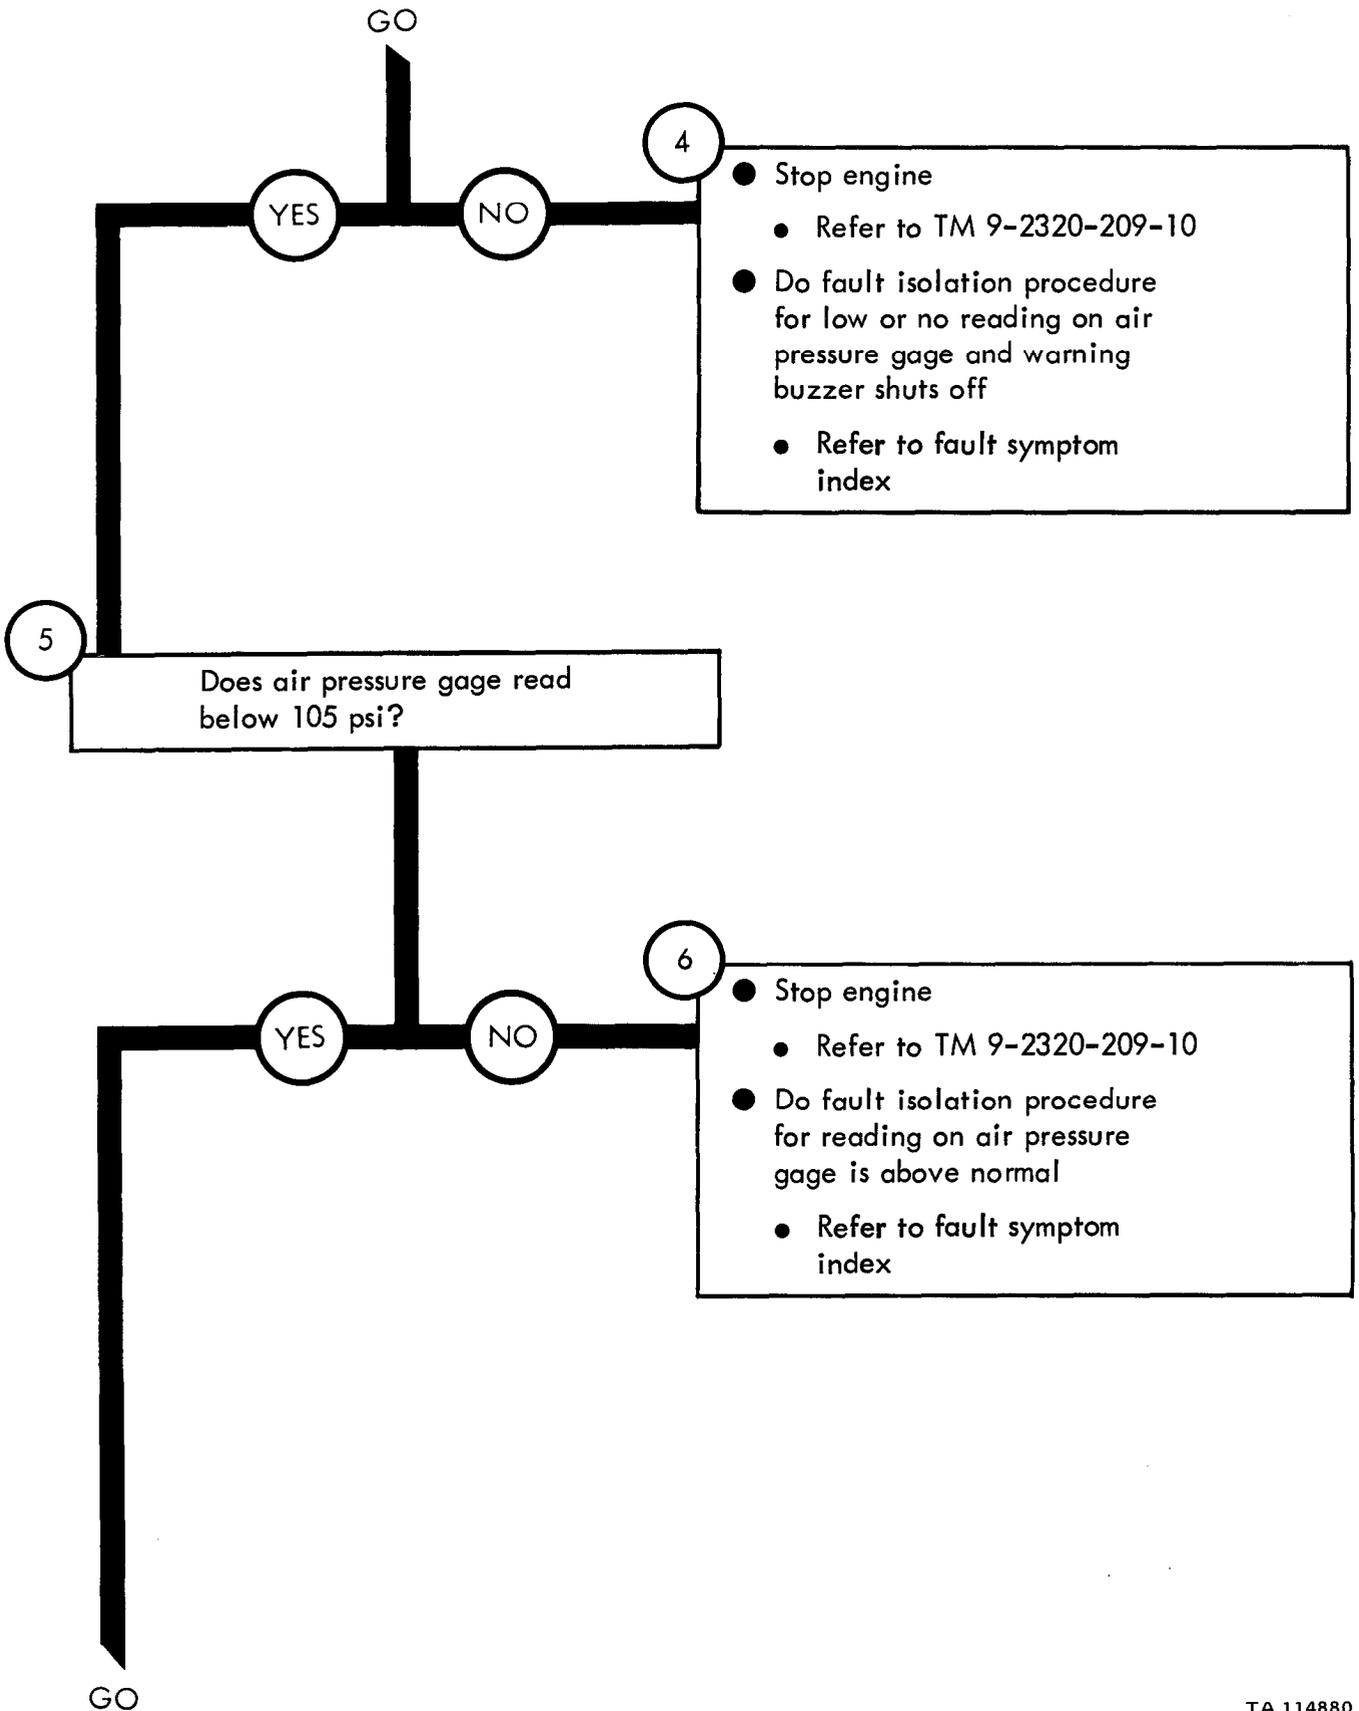 GO
4
YES
NO
● Stop engine
● Refer to TM 9-2320-209-10
● Do fault isolation procedure
for low or no reading on air
pressure gage and warning
buzzer shuts off
● Refer to fault symptom
index
5
Does air pressure gage read
below 105 psi?
6
YES
NO
● Stop engine
● Refer to TM 9-2320-209-10
● Do fault isolation procedure
for reading on air pressure
gage is above normal
● Refer to fault symptom
index
GO
TA 114880